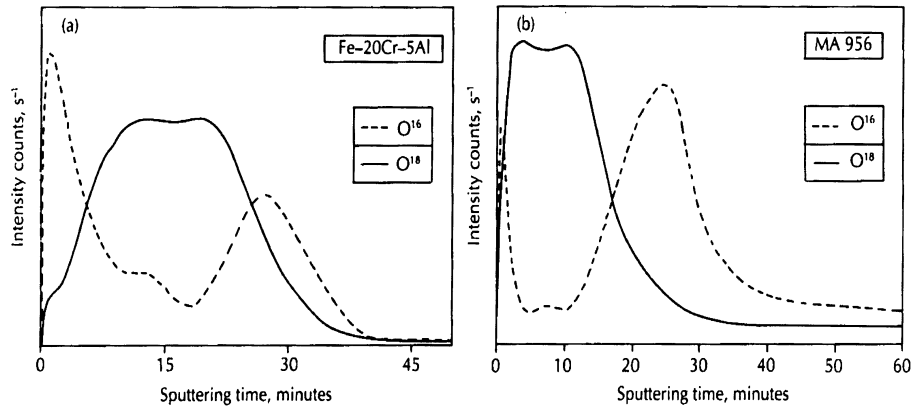 (a)
Fe–20Cr–5Al
O¹⁶
O¹⁸
Intensity counts, s⁻¹
0 15 30 45
Sputtering time, minutes
(b)
MA 956
O¹⁶
O¹⁸
Intensity counts, s⁻¹
0 10 20 30 40 50 60
Sputtering time, minutes